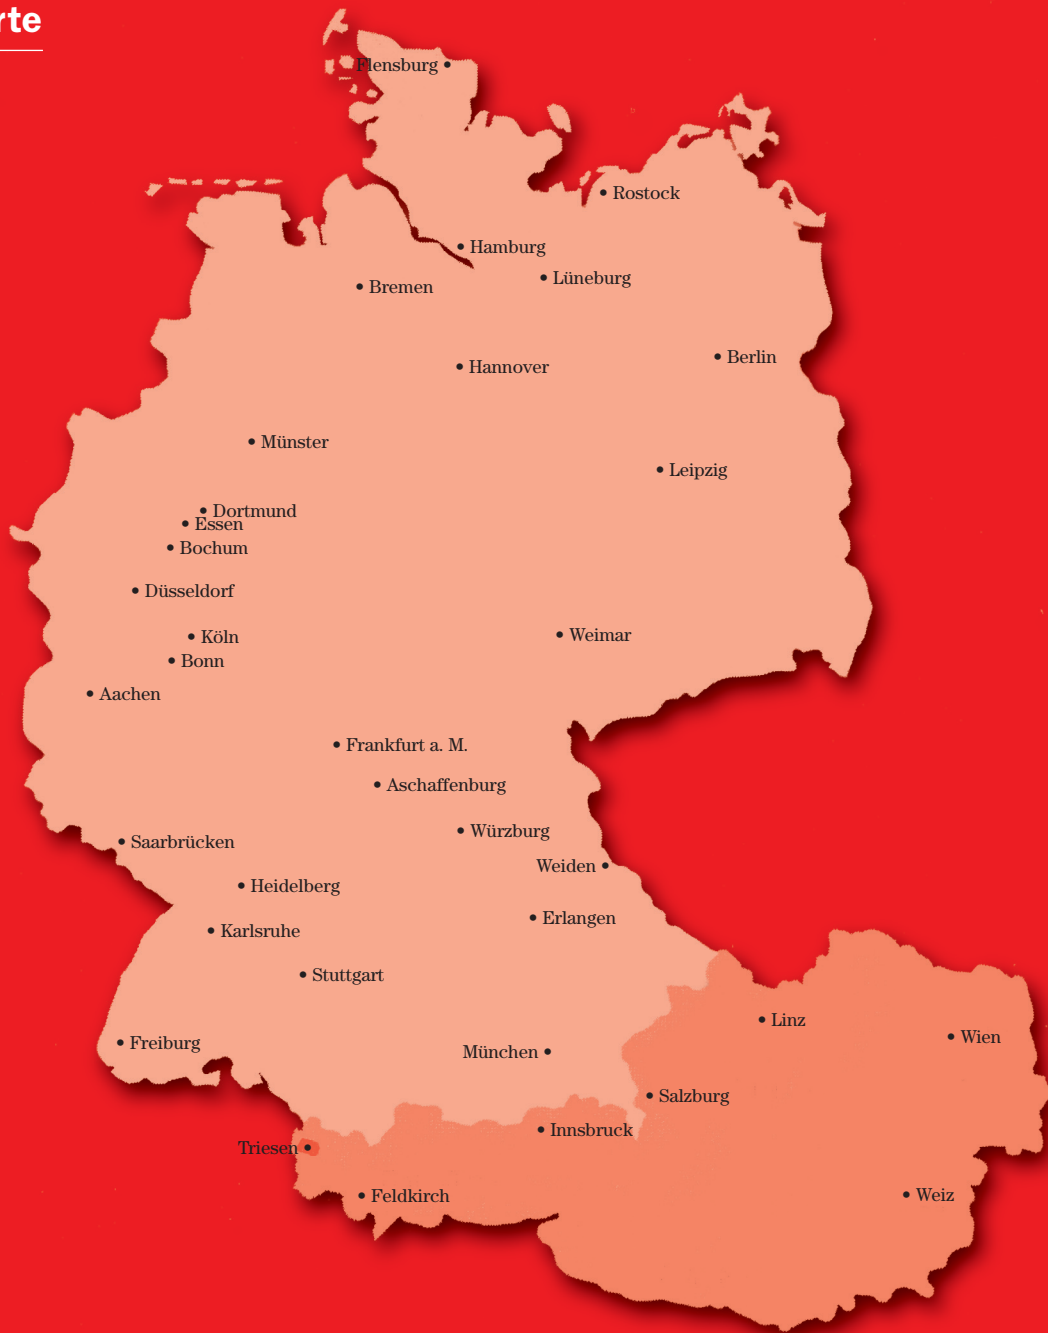 rte
Flensburg
Rostock
Hamburg
Lüneburg
Bremen
Berlin
Hannover
Münster
Leipzig
Dortmund
Essen
Bochum
Düsseldorf
Weimar
Köln
Bonn
Aachen
Frankfurt a. M.
Aschaffenburg
Würzburg
Saarbrücken
Weiden
Heidelberg
Erlangen
Karlsruhe
Stuttgart
Linz
Wien
Freiburg
München
Salzburg
Innsbruck
Triesen
Feldkirch
Weiz